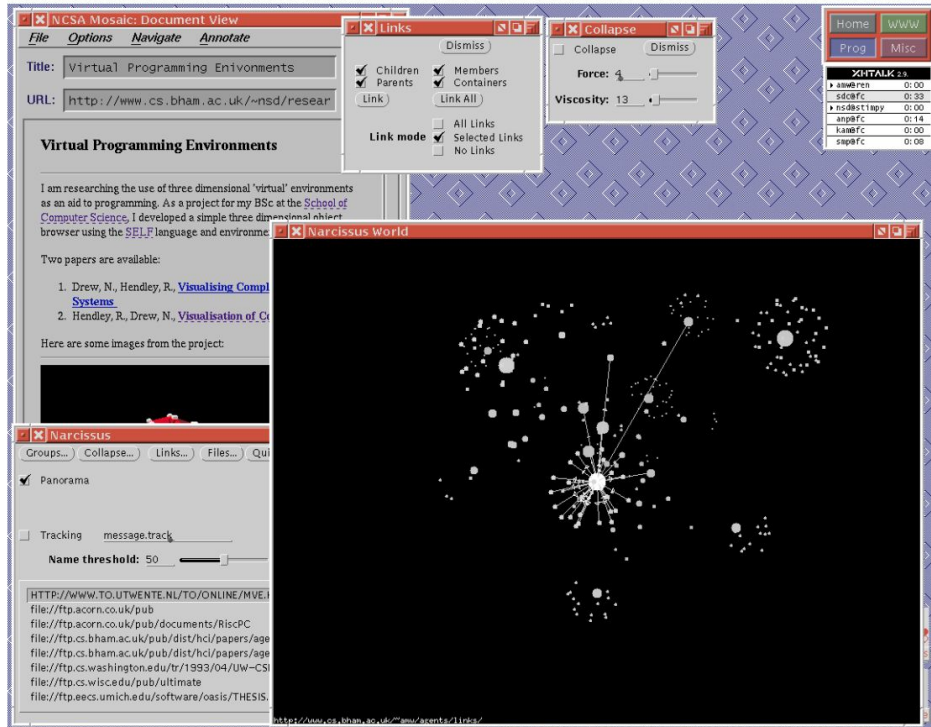 NCSA Mosaic: Document View
File Options Navigate Annotate
Title: Virtual Programming Enivonments
URL: http://www.cs.bham.ac.uk/~nsd/resear
Virtual Programming Environments
I am researching the use of three dimensional 'virtual' environments
as an aid to programming. As a project for my BSc at the School of
Computer Science, I developed a simple three dimensional object
browser using the SELF language and environme
Two papers are available:
1. Drew, N., Hendley, R., Visualising Compl
Systems
2. Hendley, R., Drew, N., Visualisation of Co
Here are some images from the project:
Links
Dismiss
Children Members
Parents Containers
Link Link All
All Links
Link mode Selected Links
No Links
Collapse
Collapse Dismiss
Force: 4
Viscosity: 13
Home WWW
Prog Misc
XHTALK 2.9.
amw@ren 0:00
sdc@fc 0:33
nsd@stimpy 0:00
anp@fc 0:14
kam@fc 0:00
smp@fc 0:08
Narcissus World
http://www.cs.bham.ac.uk/~amw/agents/links/
Narcissus
Groups... Collapse... Links... Files... Qui
Panorama
Tracking message.track
Name threshold: 50
HTTP://WWW.TO.UTWENTE.NL/TO/ONLINE/MVE.H
file://ftp.acorn.co.uk/pub
file://ftp.acorn.co.uk/pub/documents/RiscPC
file://ftp.cs.bham.ac.uk/pub/dist/hci/papers/age
file://ftp.cs.bham.ac.uk/pub/dist/hci/papers/age
file://ftp.cs.washington.edu/tr/1993/04/UW-CSE
file://ftp.cs.wisc.edu/pub/ultimate
file://ftp.eecs.umich.edu/software/oasis/THESIS.